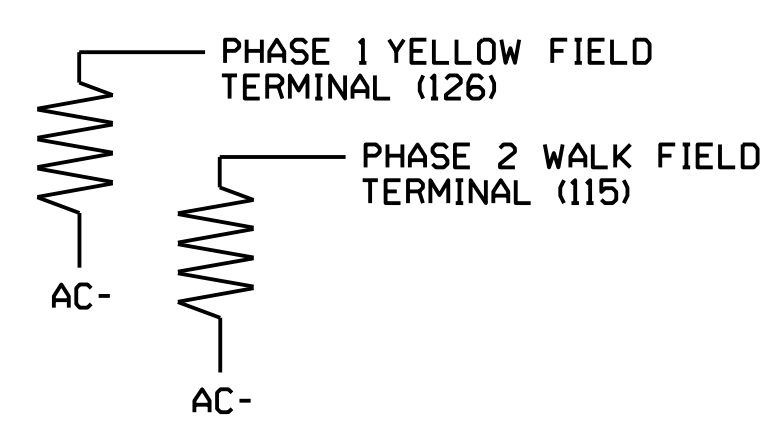 PHASE 1 YELLOW FIELD
TERMINAL (126)
PHASE 2 WALK FIELD
TERMINAL (115)
AC-
AC-